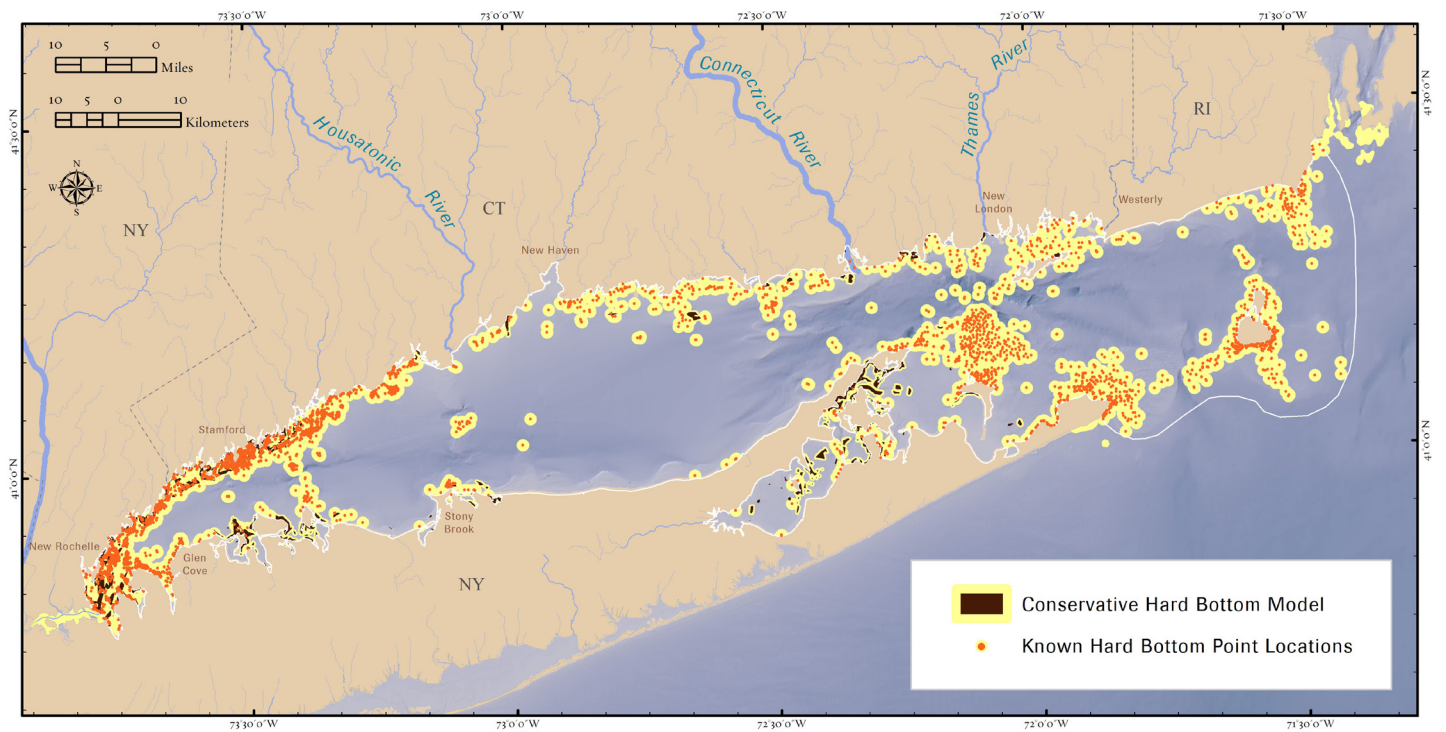 73°30'0"W
73°0'0"W
72°30'0"W
72°0'0"W
71°30'0"W
10 5 0
Miles
10 5 0 10
Kilometers
N
W E
S
41°30'0"N
41°30'0"N
Housatonic
River
Connecticut
River
Thames
River
RI
NY
CT
New
London
Westerly
New Haven
Stamford
41°0'0"N
41°0'0"N
New Rochelle
Glen
Cove
Stony
Brook
NY
Conservative Hard Bottom Model
Known Hard Bottom Point Locations
73°30'0"W
73°0'0"W
72°30'0"W
72°0'0"W
71°30'0"W